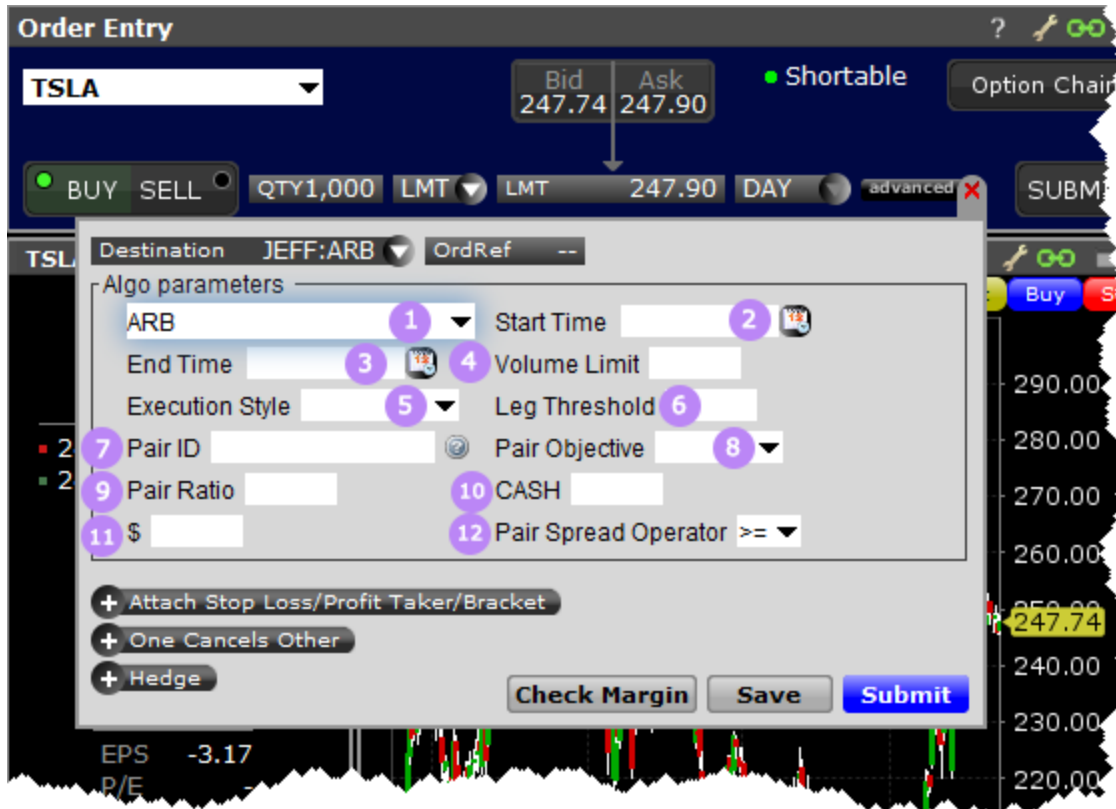 Order Entry ?
TSLA
Bid Ask
247.74 247.90
Shortable
Option Chain
BUY SELL QTY1,000 LMT LMT 247.90 DAY advanced
Destination JEFF:ARB OrdRef --
Algo parameters
Buy
ARB 1 Start Time 2
End Time 3 4 Volume Limit
Execution Style 5 Leg Threshold 6
7 Pair ID ? Pair Objective 8
9 Pair Ratio 10 CASH
11 $ 12 Pair Spread Operator >=
+ Attach Stop Loss/Profit Taker/Bracket
+ One Cancels Other
+ Hedge
Check Margin Save Submit
290.00
280.00
270.00
260.00
247.74
240.00
230.00
220.00
EPS -3.17
P/E